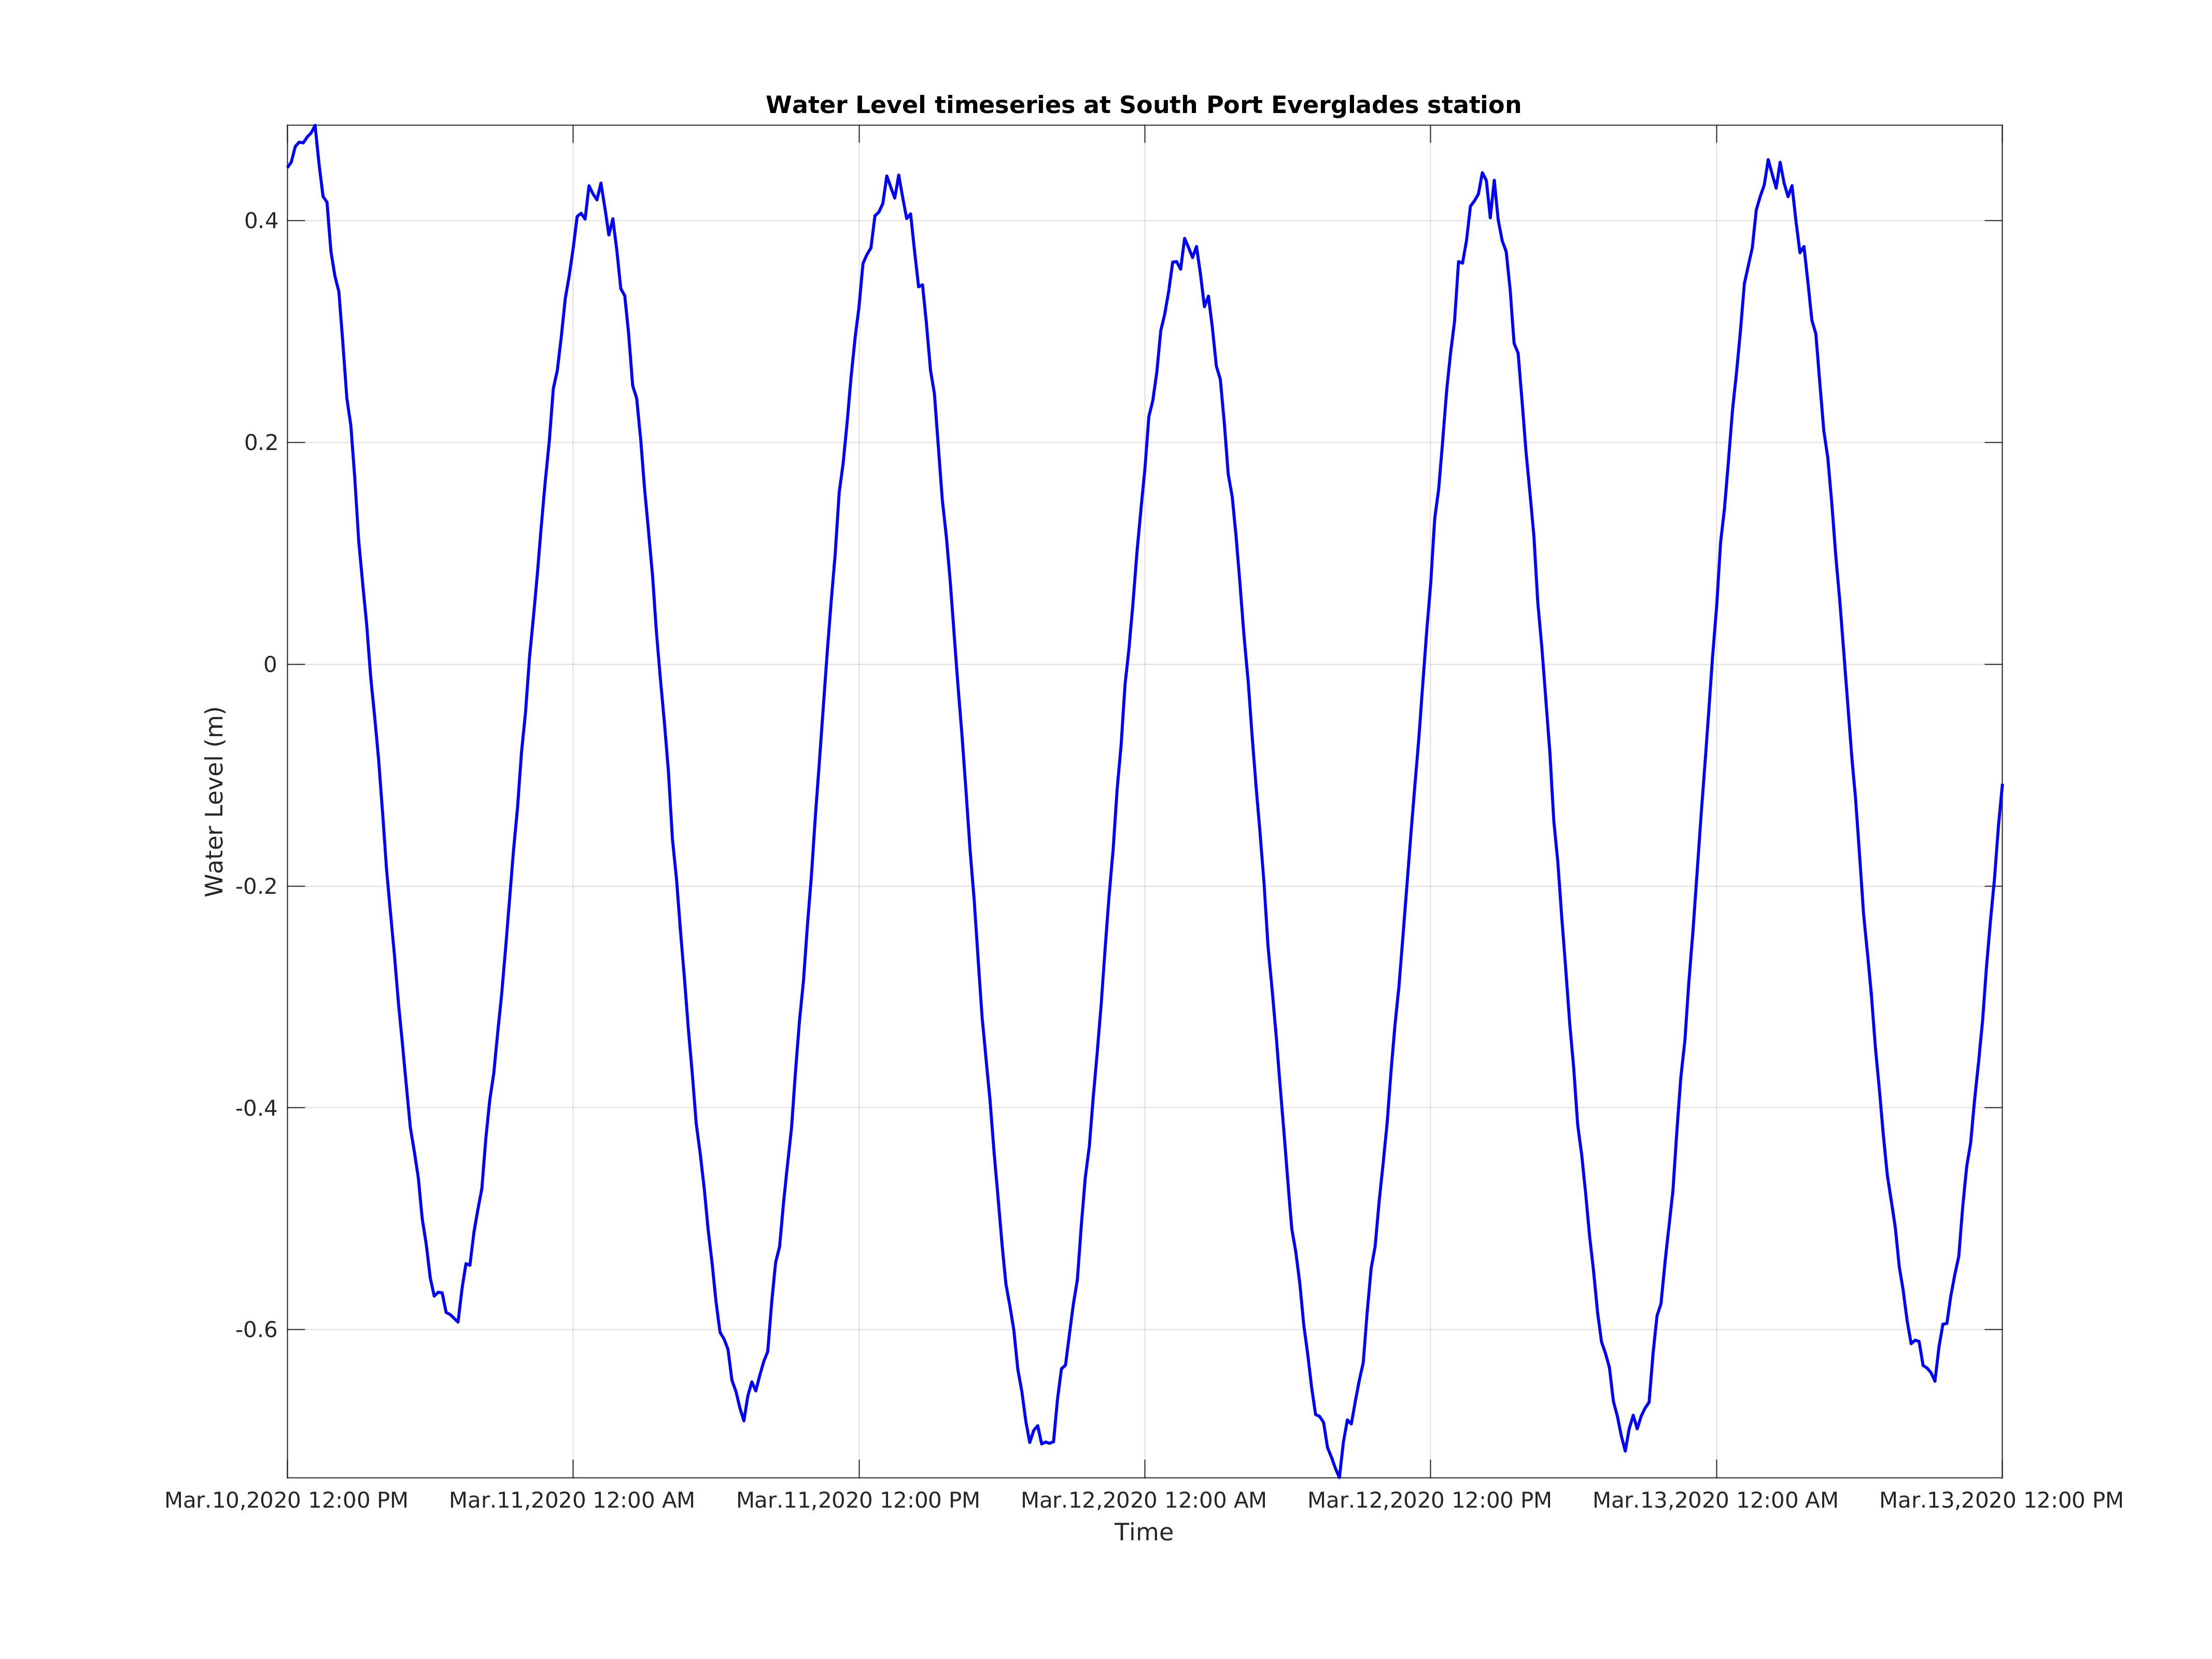 Water Level timeseries at South Port Everglades station
0.4
0.2
0
-0.2
-0.4
-0.6
Water Level (m)
Mar.10,2020 12:00 PM
Mar.11,2020 12:00 AM
Mar.11,2020 12:00 PM
Mar.12,2020 12:00 AM
Mar.12,2020 12:00 PM
Mar.13,2020 12:00 AM
Mar.13,2020 12:00 PM
Time